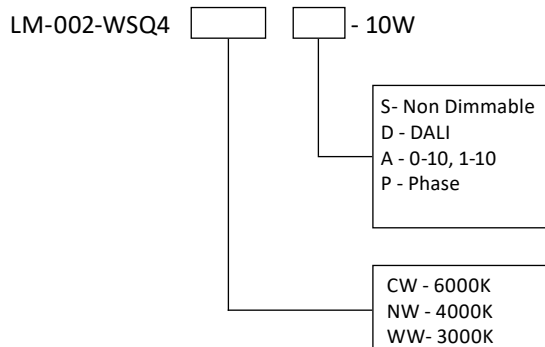 LM-002-WSQ4 - 10W
S- Non Dimmable
D - DALI
A - 0-10, 1-10
P - Phase
CW - 6000K
NW - 4000K
WW- 3000K